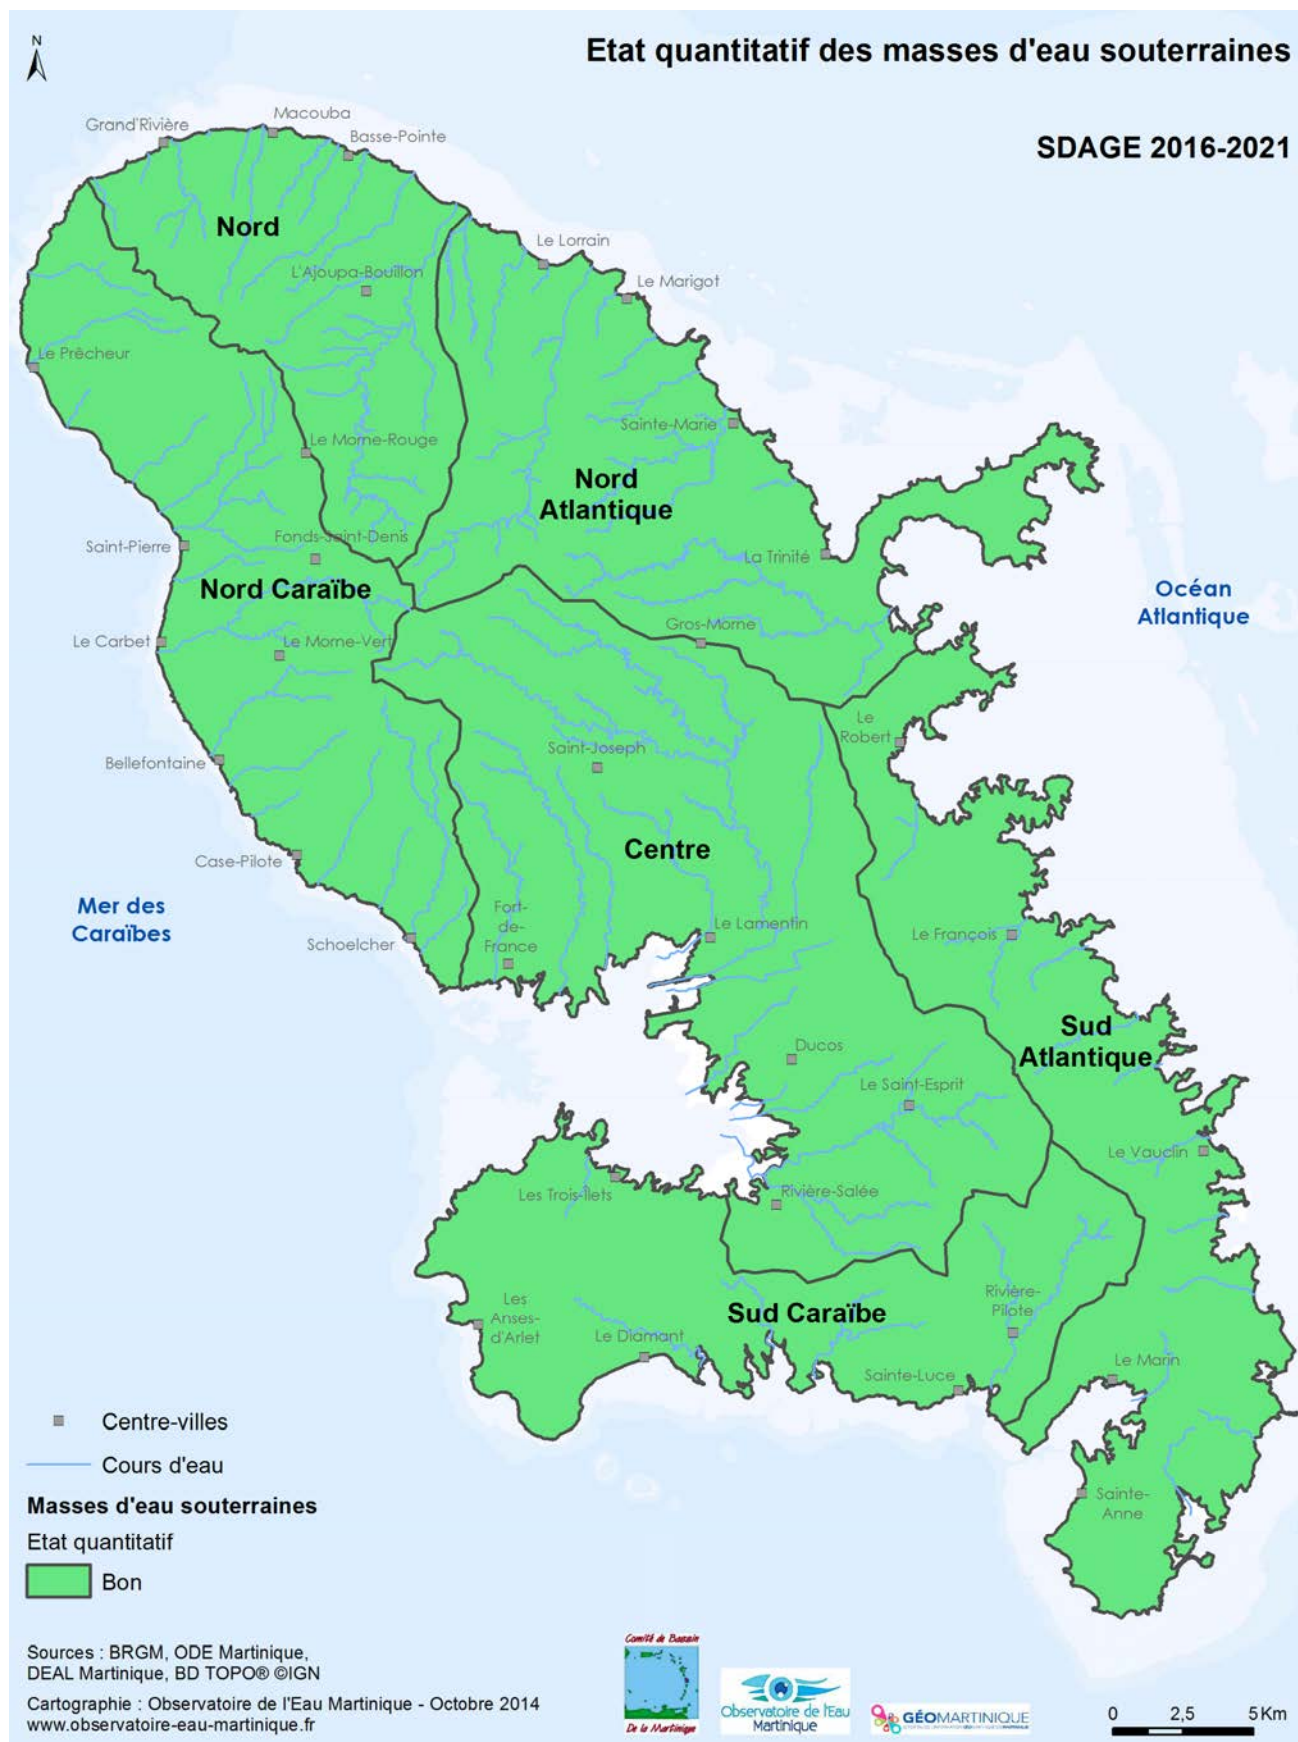 N
Etat quantitatif des masses d'eau souterraines
SDAGE 2016-2021
Macouba
Grand'Rivière
Basse-Pointe
Nord
Le Lorrain
L'Ajoupa-Bouillon
Le Marigot
Le Prêcheur
Sainte-Marie
Le Morne-Rouge
Nord
Atlantique
Fonds-Saint-Denis
Saint-Pierre
La Trinité
Nord Caraïbe
Océan
Atlantique
Gros-Morne
Le Carbet
Le Morne-Vert
Le
Robert
Saint-Joseph
Bellefontaine
Centre
Case-Pilote
Mer des
Caraïbes
Fort-
de-
France
Le Lamentin
Schoelcher
Le François
Sud
Atlantique
Ducos
Le Saint-Esprit
Le Vauclin
Les Trois-Ilets
Rivière-Salée
Rivière-
Pilote
Les
Anses-
d'Arlet
Sud Caraïbe
Le Diamant
Le Marin
Sainte-Luce
Sainte-
Anne
Centre-villes
Cours d'eau
Masses d'eau souterraines
Etat quantitatif
Bon
Sources : BRGM, ODE Martinique,
DEAL Martinique, BD TOPO® ©IGN
Cartographie : Observatoire de l'Eau Martinique - Octobre 2014
www.observatoire-eau-martinique.fr
Comité de Bassin
De la Martinique
Observatoire de l'Eau
Martinique
GÉOMARTINIQUE
0 2,5 5 Km